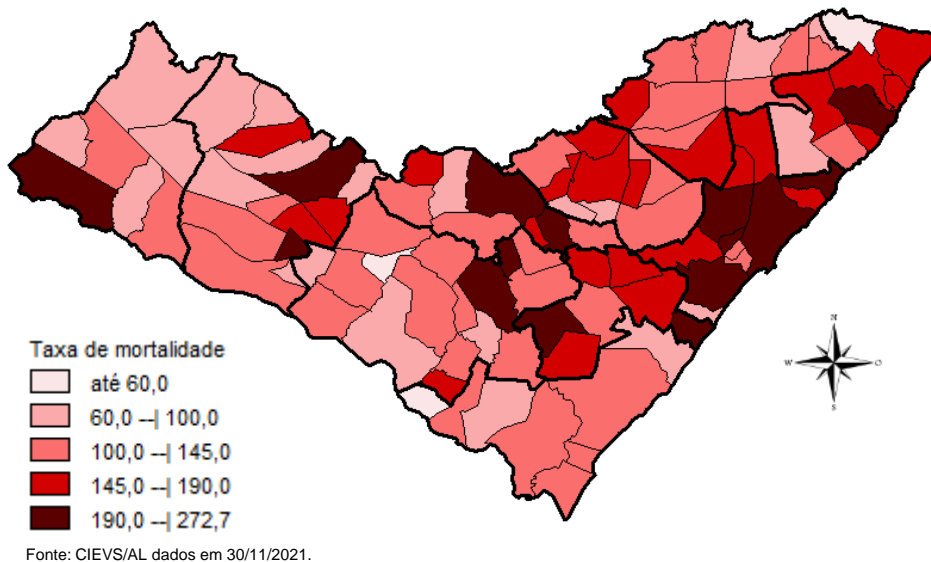 N
W
O
S
Taxa de mortalidade
até 60,0
60,0 --| 100,0
100,0 --| 145,0
145,0 --| 190,0
190,0 --| 272,7
Fonte: CIEVS/AL dados em 30/11/2021.